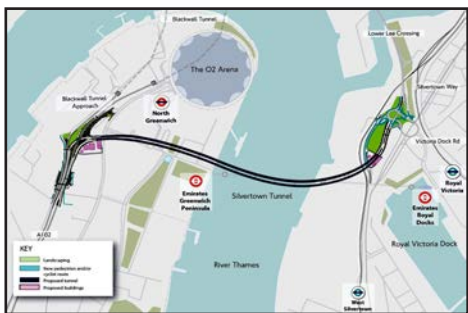 Blackwall Tunnel
Lower Lee Crossing
The O2 Arena
Silvertown Way
Blackwall Tunnel
Approach
North
Greenwich
Victoria Dock Rd
Royal
Victoria
Emirates
Greenwich
Peninsula
Silvertown Tunnel
Emirates
Royal
Docks
A102
Royal Victoria Dock
KEY
Landscaping
New pedestrian and/or
cyclist route
Proposed tunnel
Proposed buildings
River Thames
West
Silvertown